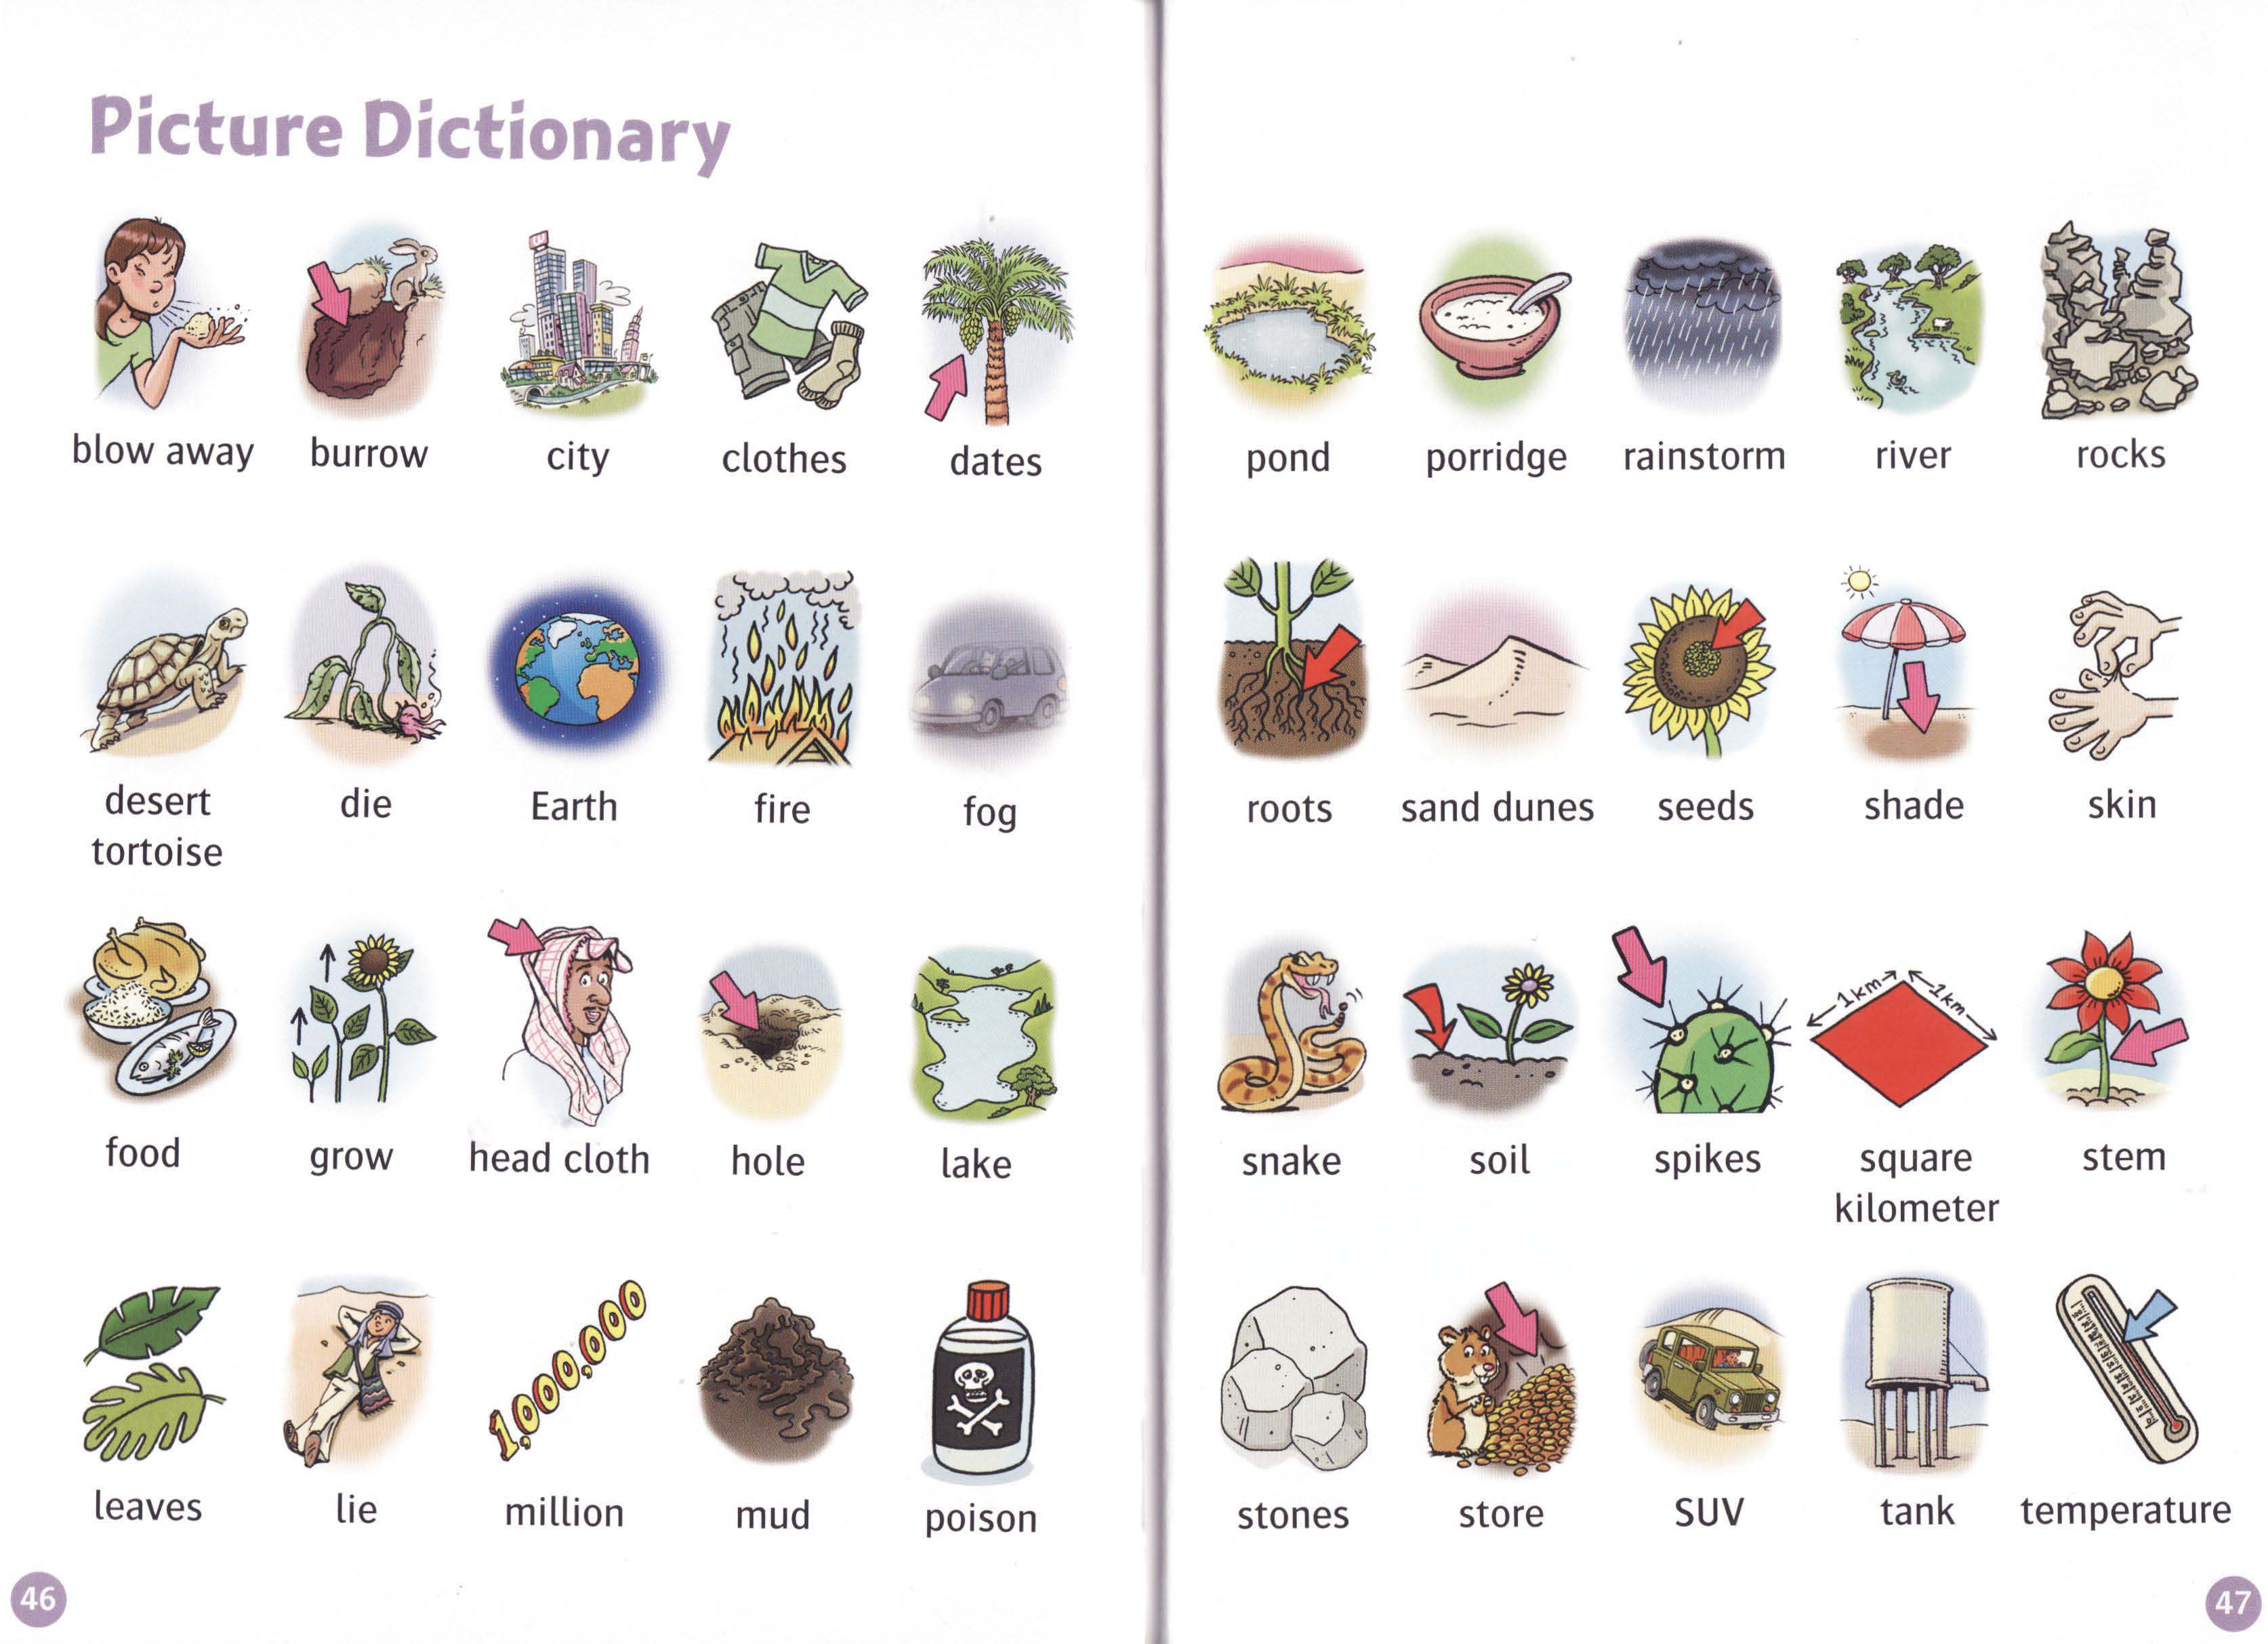 Picture Dictionary
blow away
burrow
city
clothes
dates
desert
tortoise
die
Earth
fire
fog
food
grow
head cloth
hole
lake
leaves
lie
1,000,000
million
mud
poison
46
pond
porridge
rainstorm
river
rocks
roots
sand dunes
seeds
shade
skin
snake
soil
spikes
1km
1km
square
kilometer
stem
stones
store
SUV
tank
temperature
47